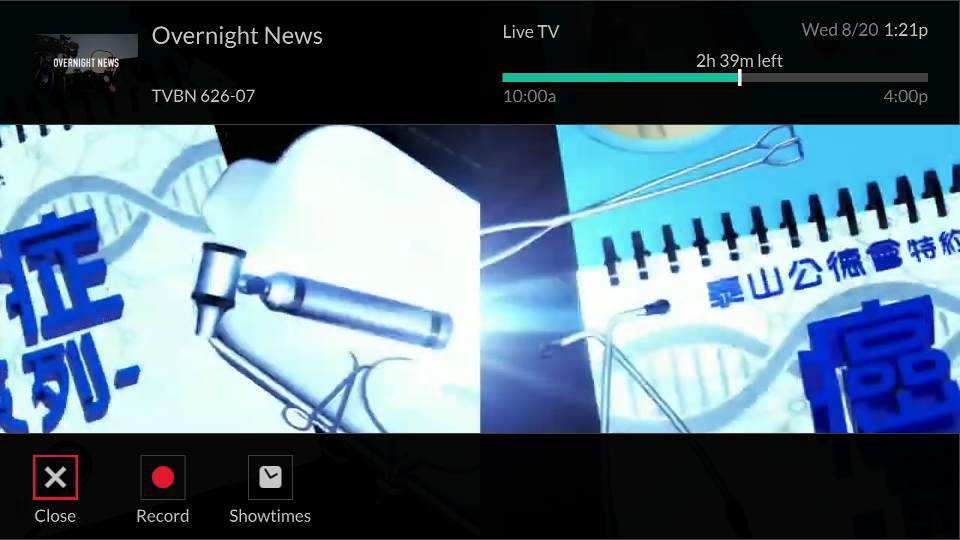 Overnight News
OVERNIGHT NEWS
TVBN 626-07
Live TV
Wed 8/20 1:21p
2h 39m left
10:00a
4:00p
症
列-
泰山公德會特約
癌
Close
Record
Showtimes